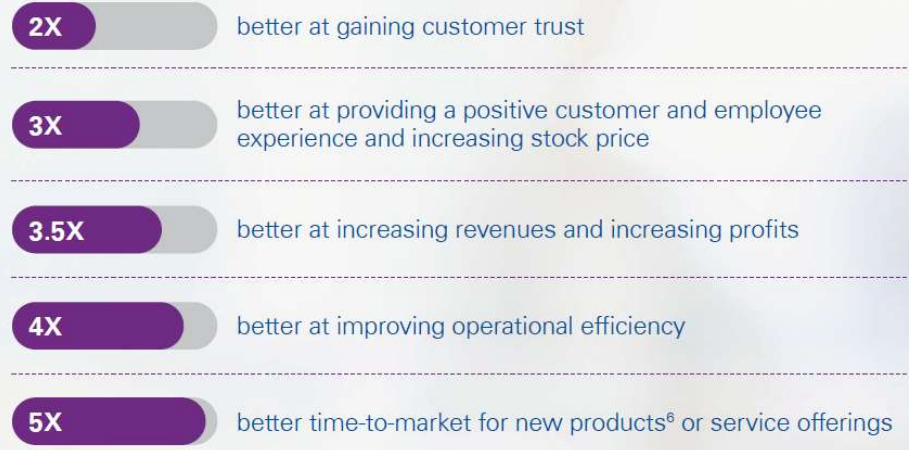 2X
better at gaining customer trust
3X
better at providing a positive customer and employee
experience and increasing stock price
3.5X
better at increasing revenues and increasing profits
4X
better at improving operational efficiency
5X
better time-to-market for new products⁶ or service offerings